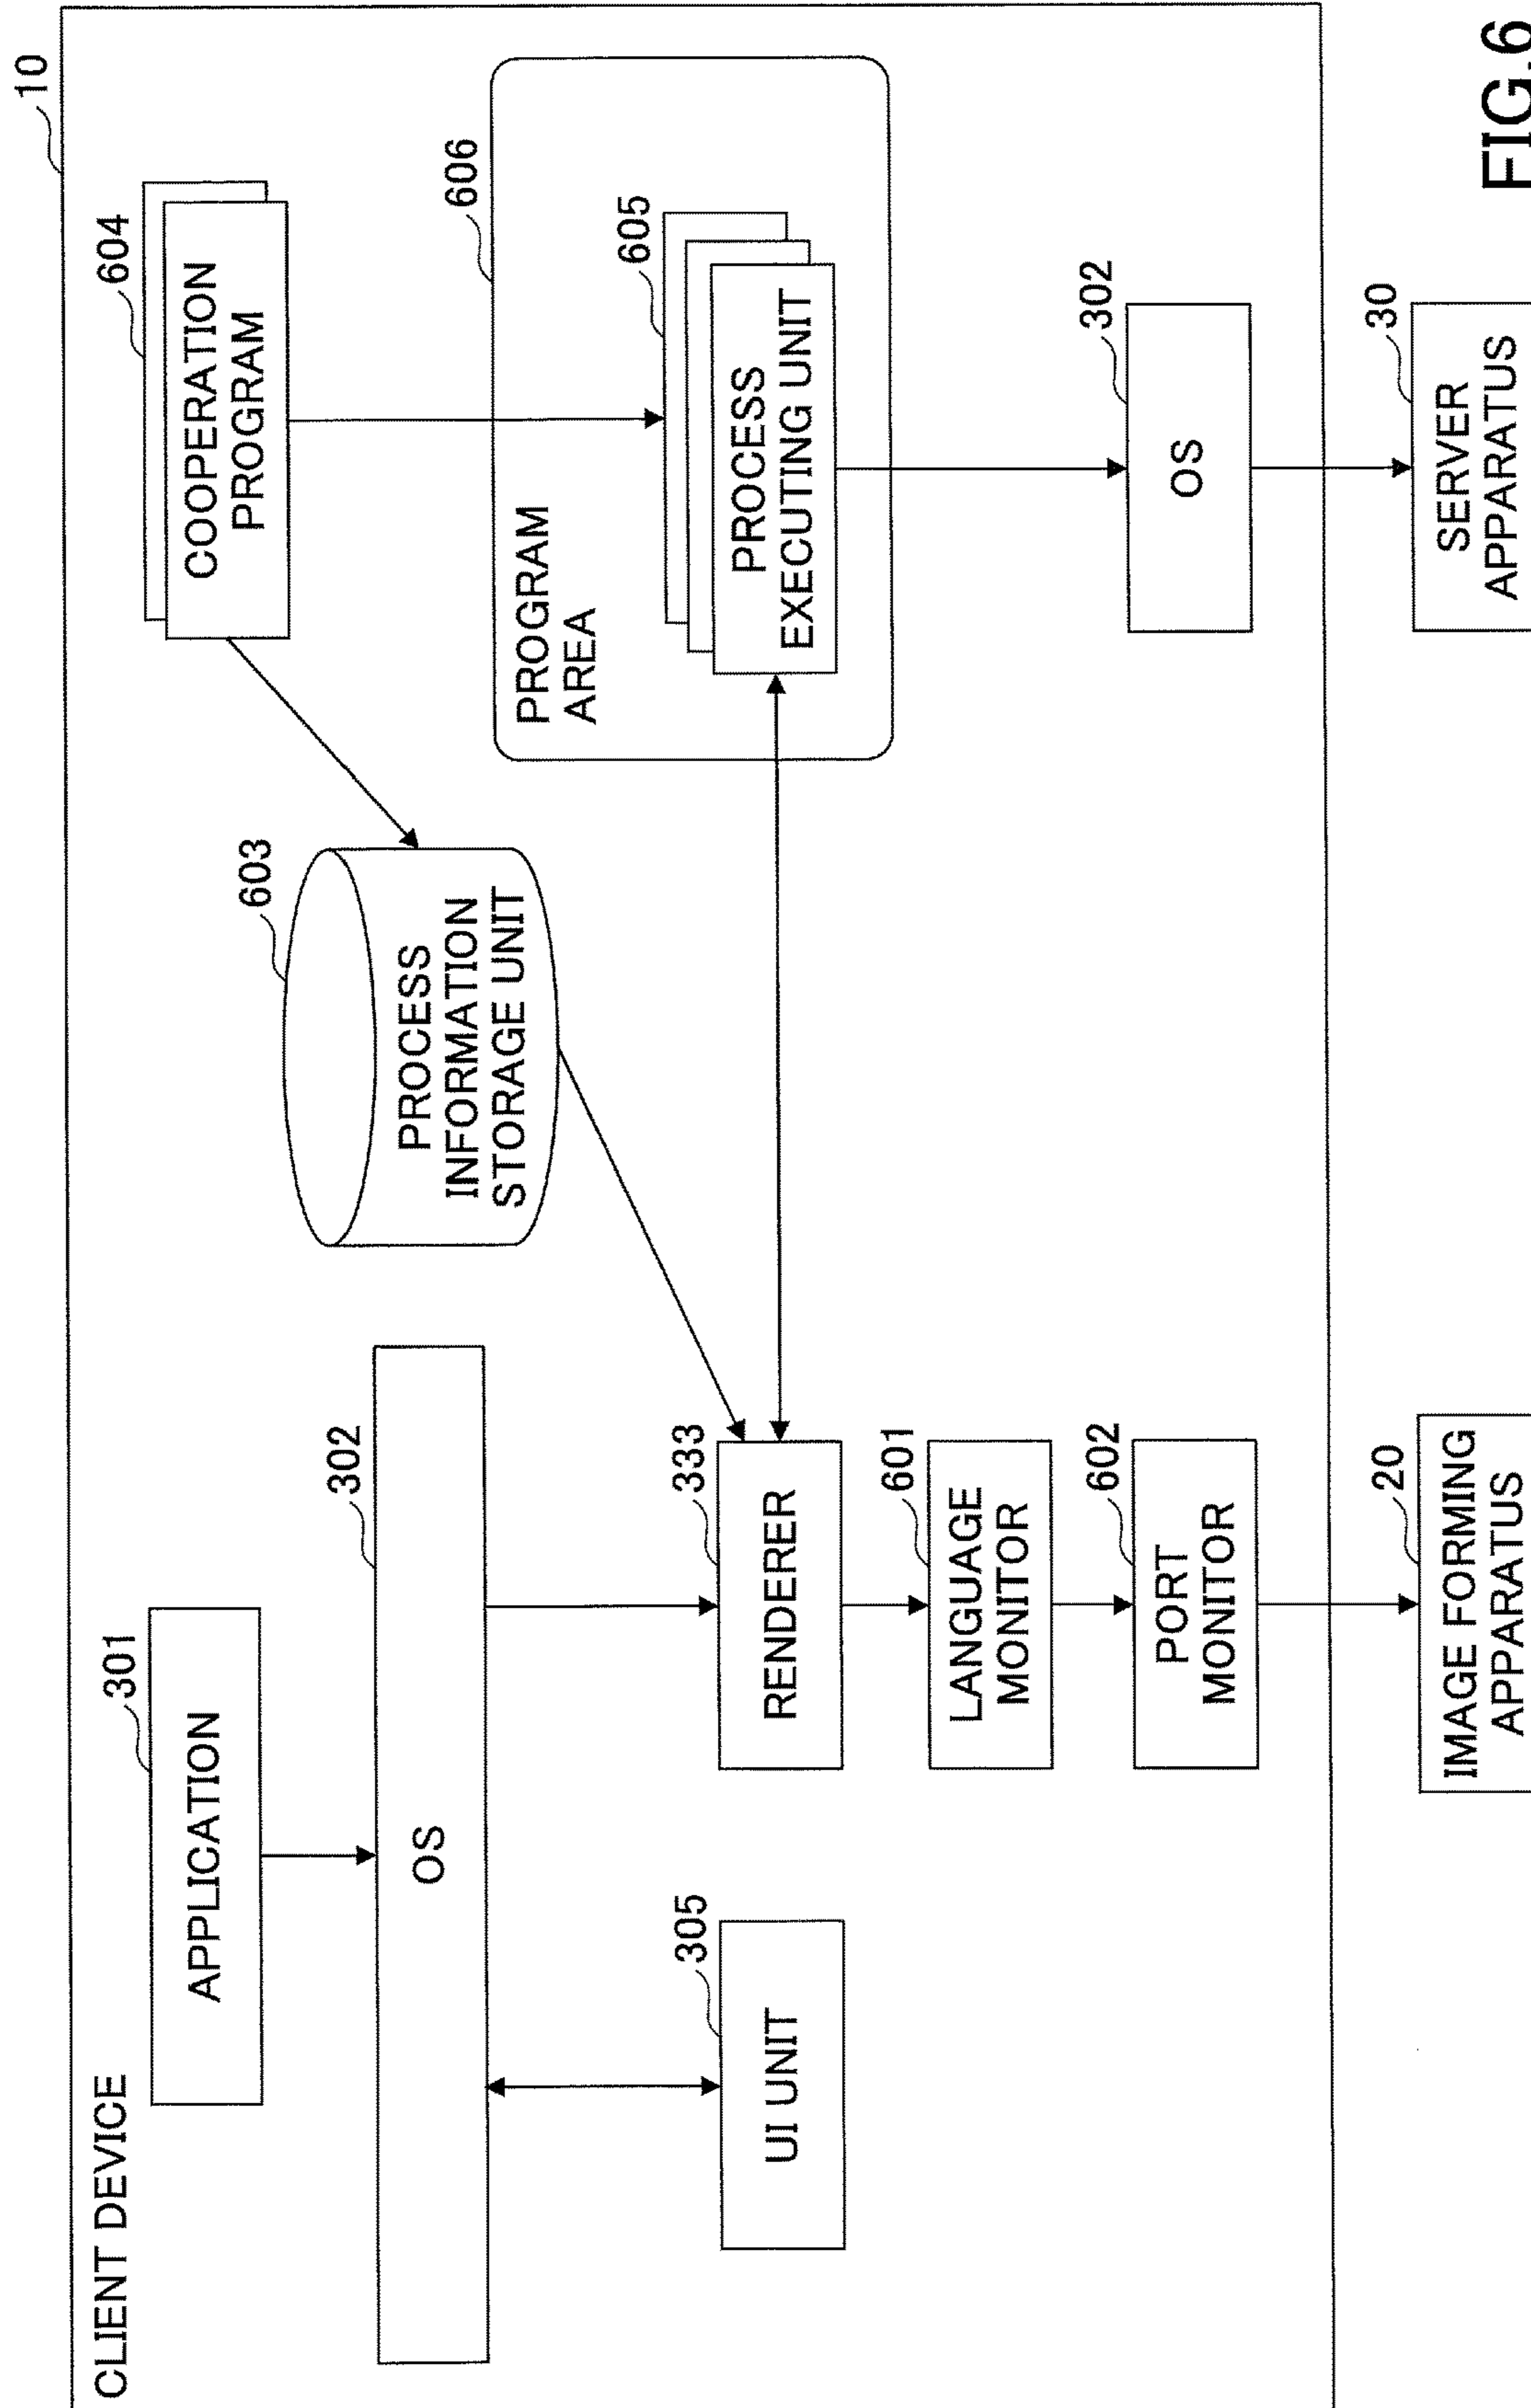 CLIENT DEVICE
10
APPLICATION
301
OS
302
UI UNIT
305
RENDERER
333
LANGUAGE
MONITOR
601
PORT
MONITOR
602
IMAGE FORMING
APPARATUS
20
PROCESS
INFORMATION
STORAGE UNIT
603
COOPERATION
PROGRAM
604
PROGRAM
AREA
606
PROCESS
EXECUTING UNIT
605
OS
302
SERVER
APPARATUS
30
FIG.6